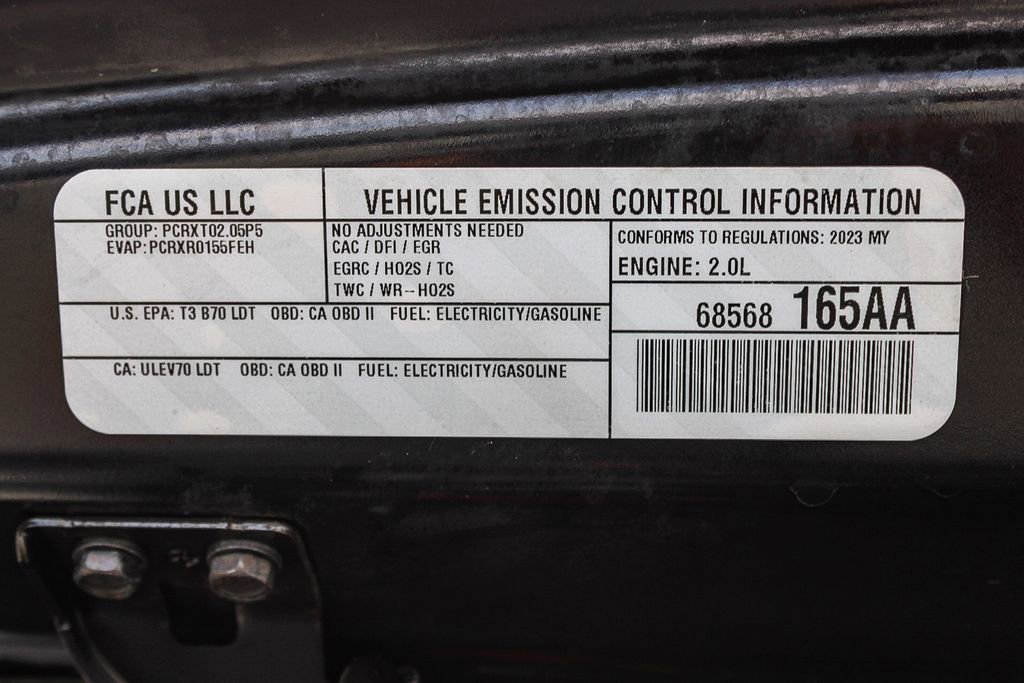 FCA US LLC
VEHICLE EMISSION CONTROL INFORMATION
GROUP: PCRXT02.05P5
EVAP: PCRXR0155FEH
NO ADJUSTMENTS NEEDED
CAC / DFI / EGR
EGRC / HO2S / TC
TWC / WR--HO2S
CONFORMS TO REGULATIONS: 2023 MY
ENGINE: 2.0L
68568 165AA
U.S. EPA: T3 B70 LDT OBD: CA OBD II FUEL: ELECTRICITY/GASOLINE
CA: ULEV70 LDT OBD: CA OBD II FUEL: ELECTRICITY/GASOLINE